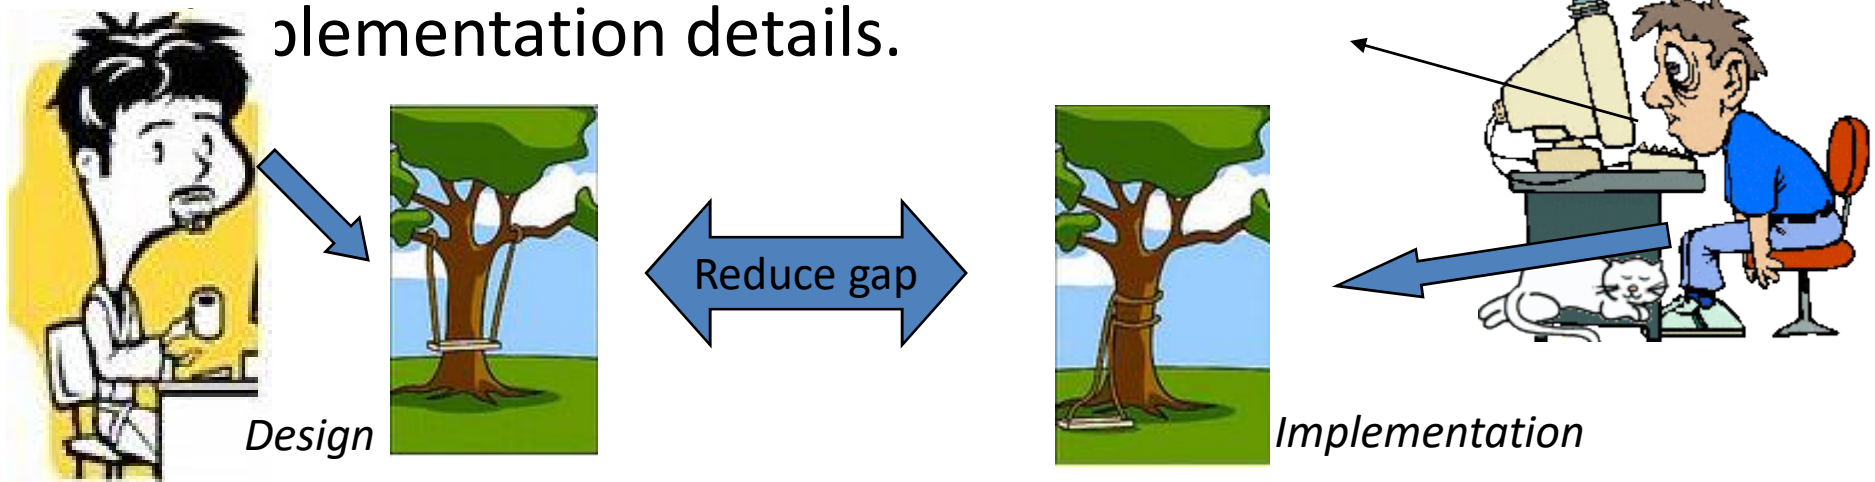 plementation details.
Reduce gap
Design
Implementation